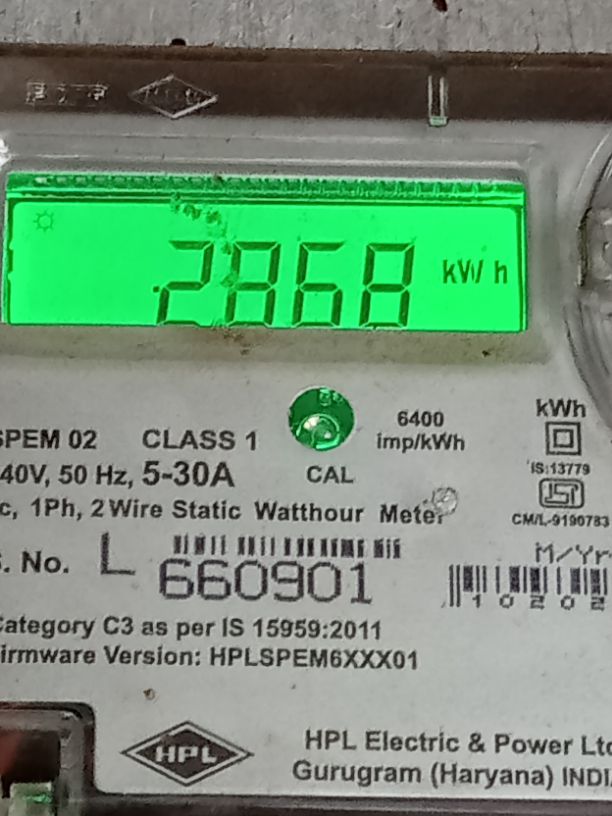 2868 kWh
kWh
6400
SPEM 02 CLASS 1 imp/kWh
40V, 50 Hz, 5-30A CAL IS:13779
c, 1Ph, 2 Wire Static Watthour Meter CM/L-9190783
S. No. L M/Yr
660901 10202
Category C3 as per IS 15959:2011
irmware Version: HPLSPEM6XXX01
HPL HPL Electric & Power Ltd
Gurugram (Haryana) INDI